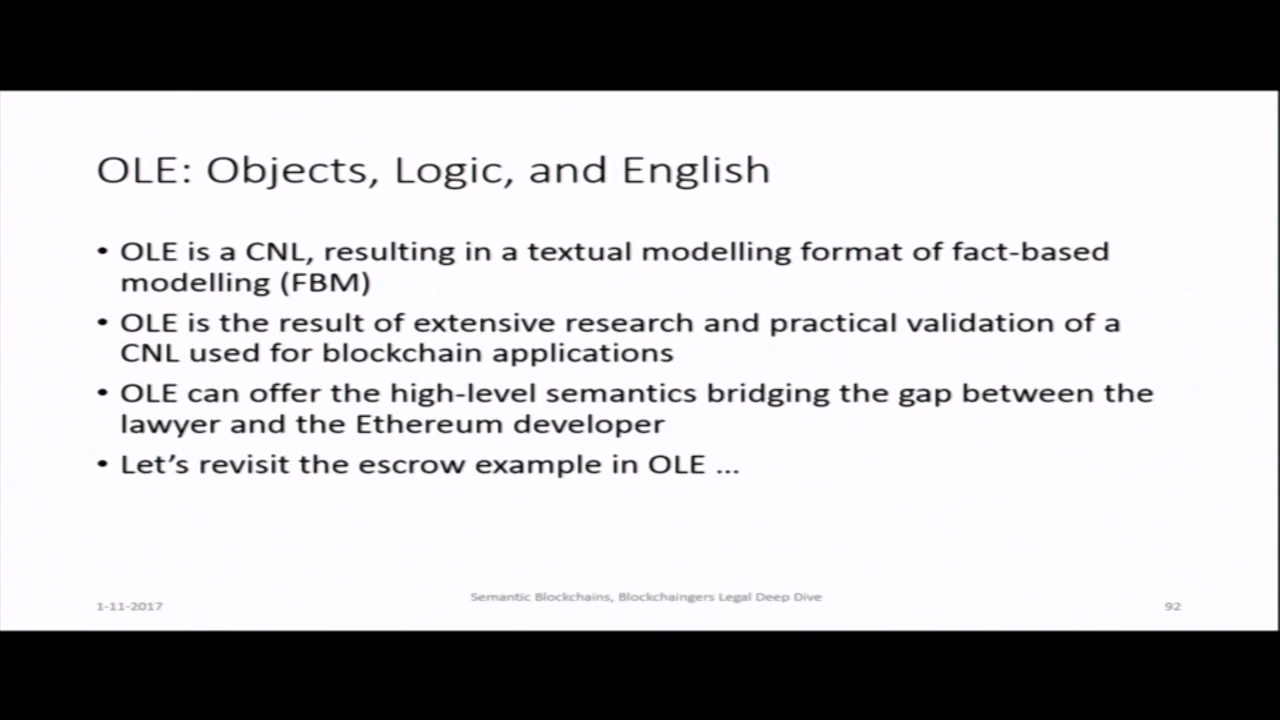 OLE: Objects, Logic, and English
• OLE is a CNL, resulting in a textual modelling format of fact-based
modelling (FBM)
• OLE is the result of extensive research and practical validation of a
CNL used for blockchain applications
• OLE can offer the high-level semantics bridging the gap between the
lawyer and the Ethereum developer
• Let’s revisit the escrow example in OLE ...
1-11-2017
Semantic Blockchains, Blockchaingers Legal Deep Dive
92